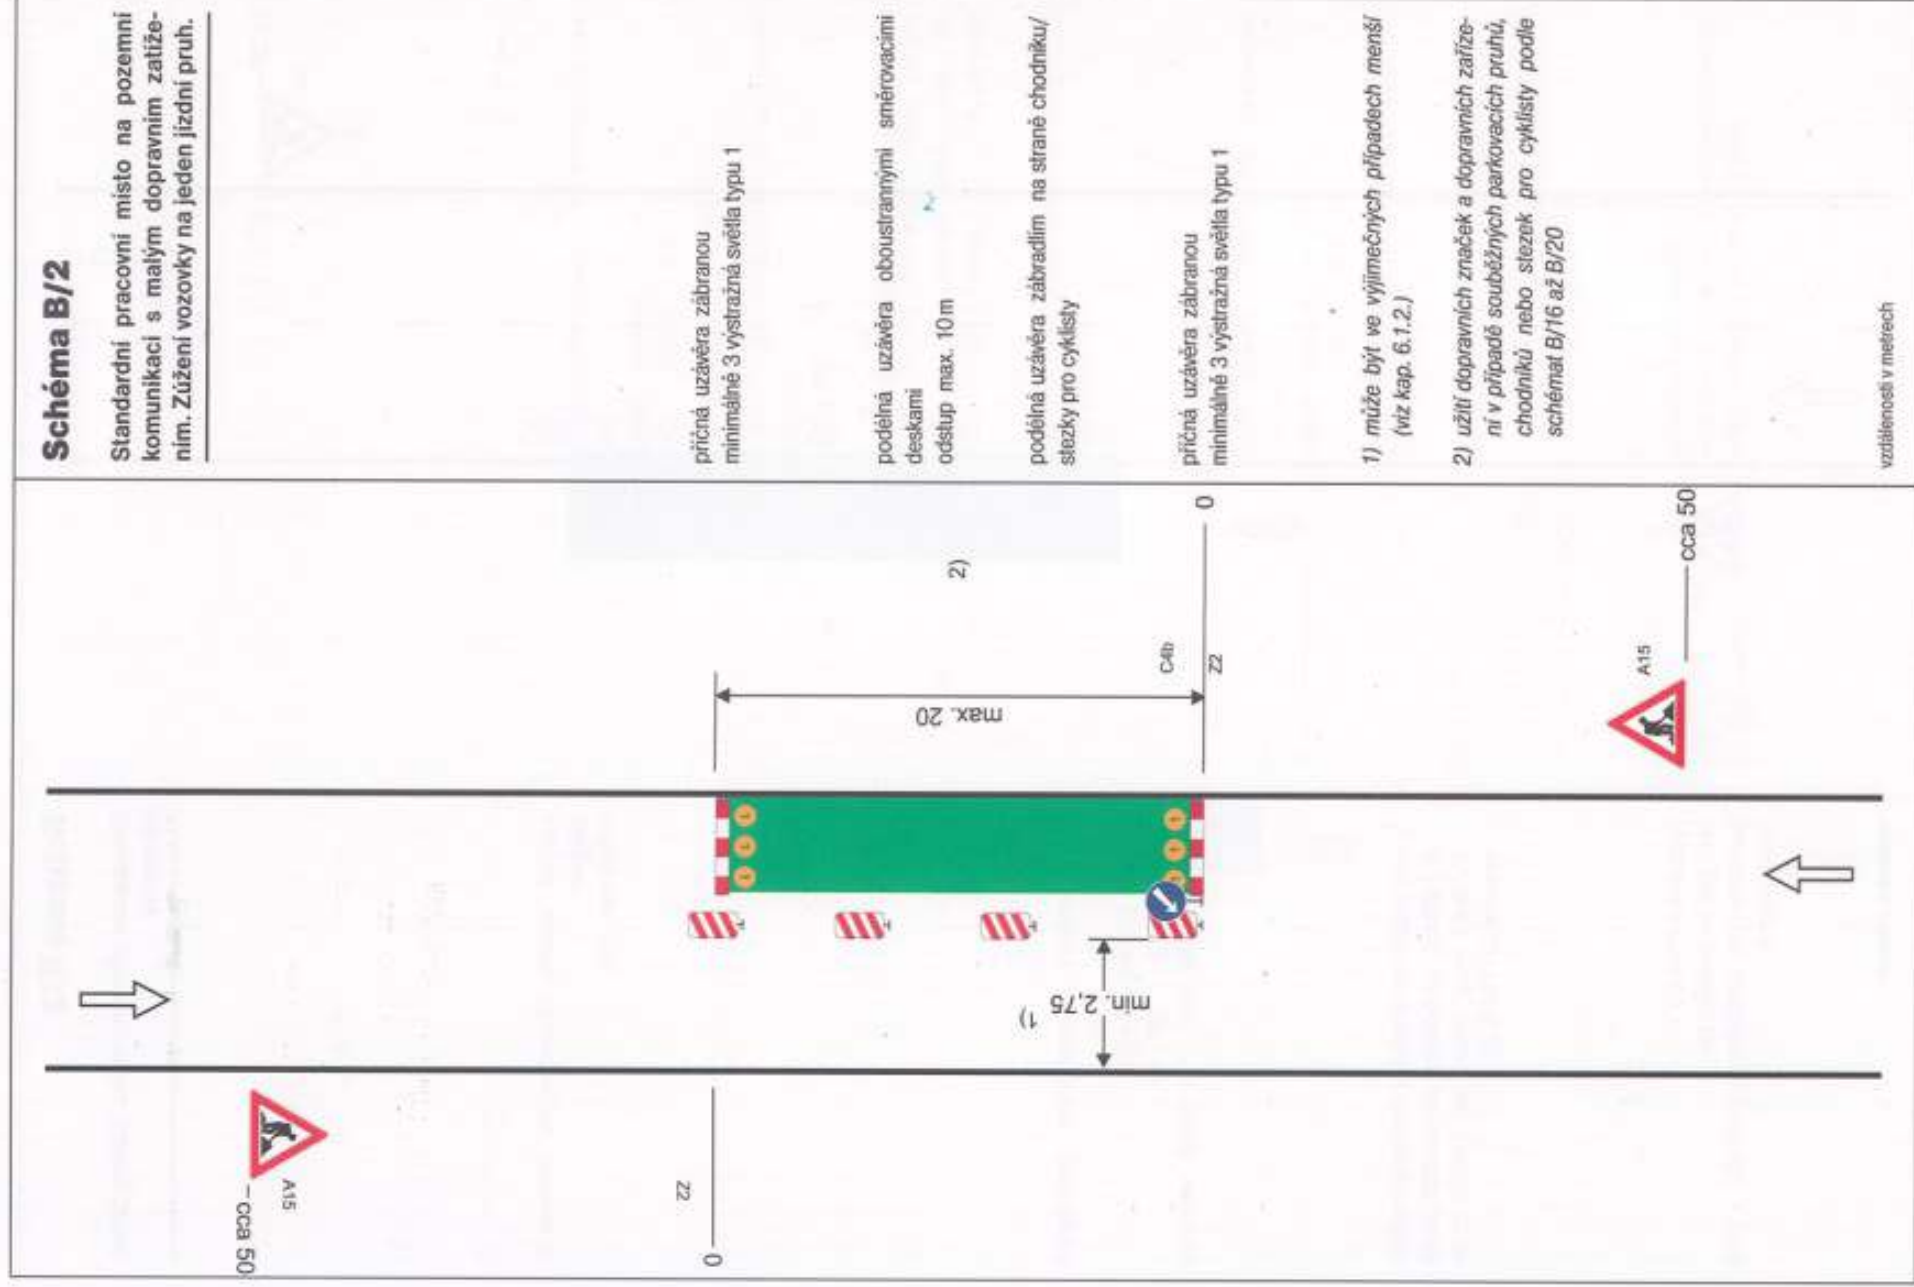 Schéma B/2
Standardní pracovní místo na pozemní
komunikaci s malým dopravním zatíže-
ním. Zúžení vozovky na jeden jízdní pruh.
příčná uzávěra zábranou
minimálně 3 výstražná světla typu 1
podélná uzávěra oboustrannými směrovacími
deskami
odstup max. 10 m
podélná uzávěra zábradlím na straně chodníku/
stezky pro cyklisty
příčná uzávěra zábranou
minimálně 3 výstražná světla typu 1
1) může být ve výjimečných případech menší
(viz kap. 6.1.2.)
2) užití dopravních značek a dopravních zaříze-
ní v případě souběžných parkovacích pruhů,
chodníků nebo stezek pro cyklisty podle
schémat B/16 až B/20
vzdálenosti v metrech
cca 50
A15
Z2
0
1 1 1
max. 20
2)
min. 2,75
1)
1 1
C4b
Z2
0
A15
cca 50